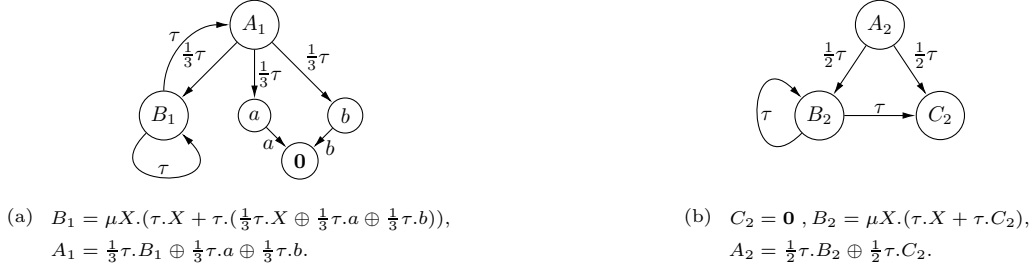 A₁
A₂
τ
⅓τ
⅓τ
⅓τ
½τ
½τ
B₁
a
b
B₂
τ
C₂
τ
a
b
0
τ
(a) B₁ = μX.(τ.X + τ.(⅓τ.X ⊕ ⅓τ.a ⊕ ⅓τ.b)),
A₁ = ⅓τ.B₁ ⊕ ⅓τ.a ⊕ ⅓τ.b.
(b) C₂ = 0 , B₂ = μX.(τ.X + τ.C₂),
A₂ = ½τ.B₂ ⊕ ½τ.C₂.